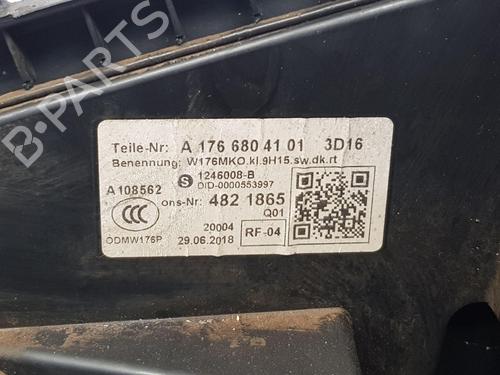 Teile-Nr: A 176 680 41 01 3D16
Benennung: W176MKO.kl.9H15.sw.dk.rt
S 1246008-B
A108562 DID-0000553997
ons-Nr: 482 1865
Q01
CCC
20004 RF -04
ODMW176P 29.06.2018
B-PARTS